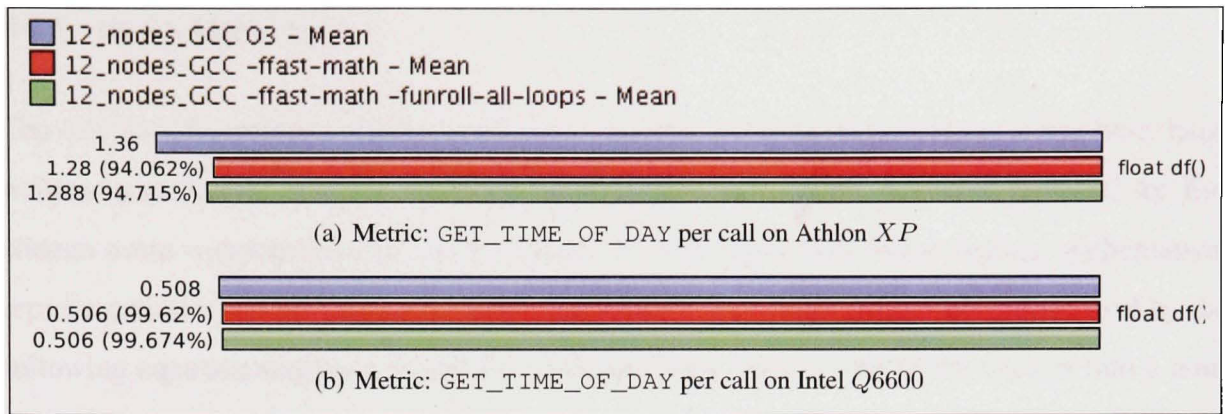 12_nodes_GCC O3 - Mean
12_nodes_GCC -ffast-math - Mean
12_nodes_GCC -ffast-math -funroll-all-loops - Mean
1.36
1.28 (94.062%) float df()
1.288 (94.715%)
(a) Metric: GET_TIME_OF_DAY per call on Athlon XP
0.508
0.506 (99.62%) float df()
0.506 (99.674%)
(b) Metric: GET_TIME_OF_DAY per call on Intel Q6600